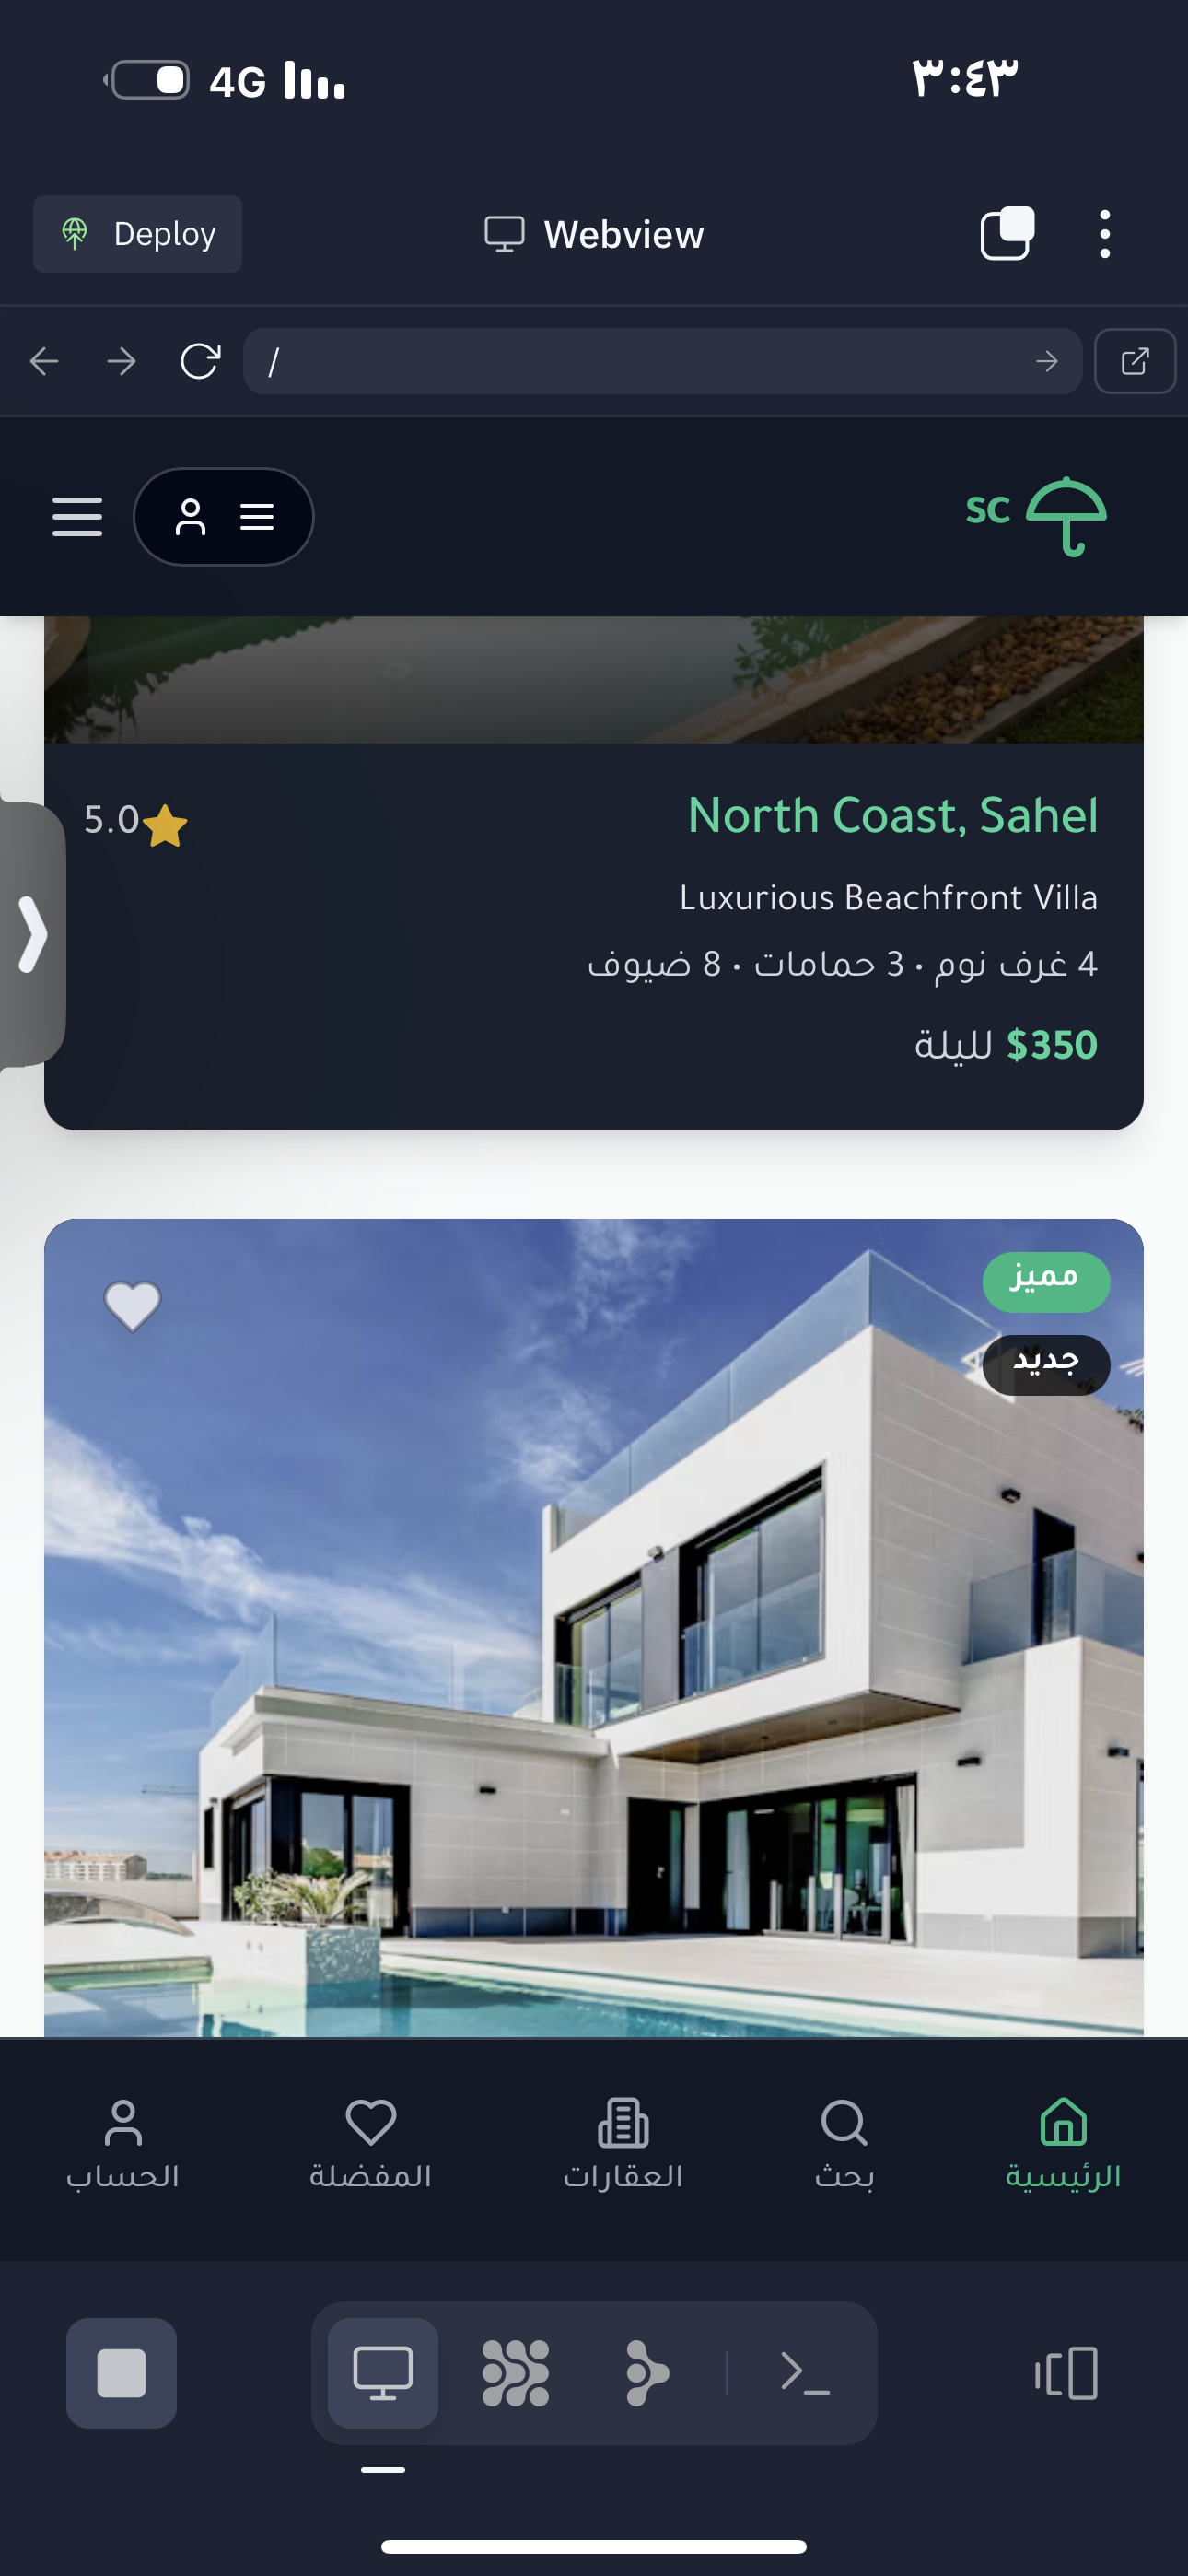 ٣:٤٣
4G
Deploy
Webview
/
SC
North Coast, Sahel
5.0
Luxurious Beachfront Villa
4 غرف نوم • 3 حمامات • 8 ضيوف
$350 لليلة
مميز
جديد
الرئيسية
بحث
العقارات
المفضلة
الحساب